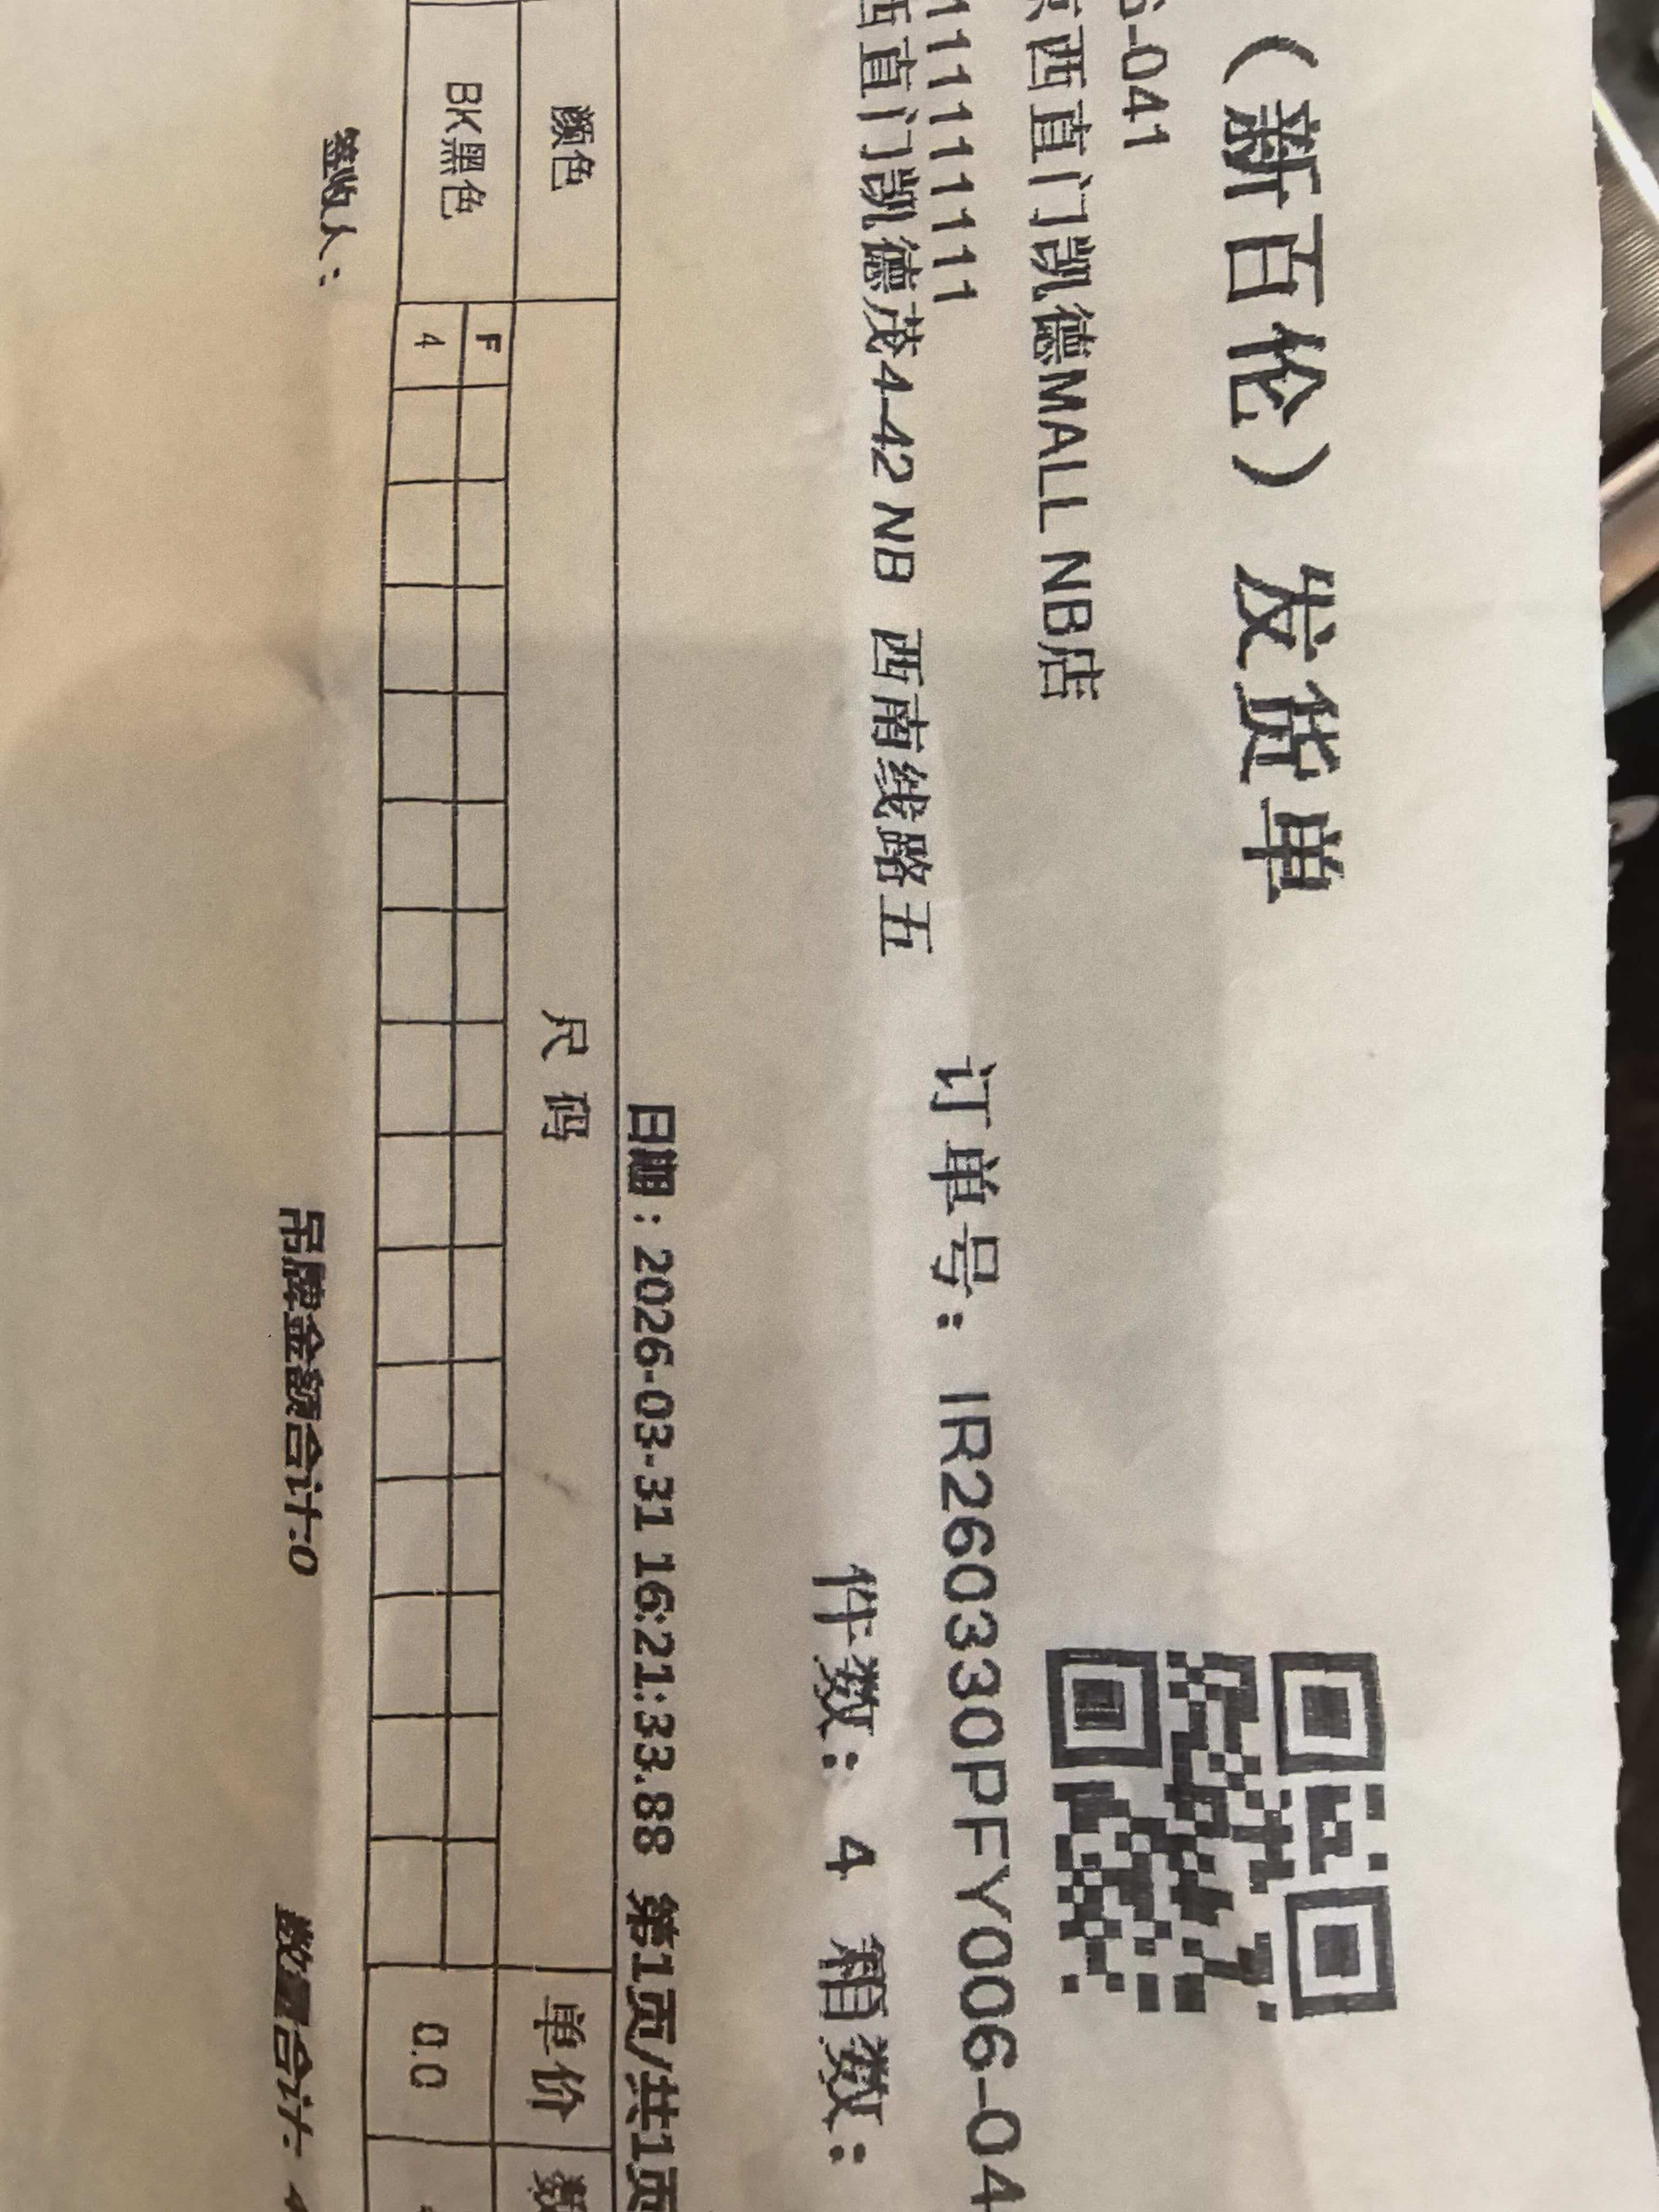 （新百伦）发货单
6-041
京西直门凯德MALL NB店
11111111 订单号：IR260330PFY006-04
西直门凯德茂4-42 NB 西南线路五
件数：4 箱数：
日期：2026-03-31 16:21:33.88 第1页/共1页
颜色 尺码 单价 数
BK黑色 F 0.0
4
签收人：
吊牌金额合计:0 数量合计: 4